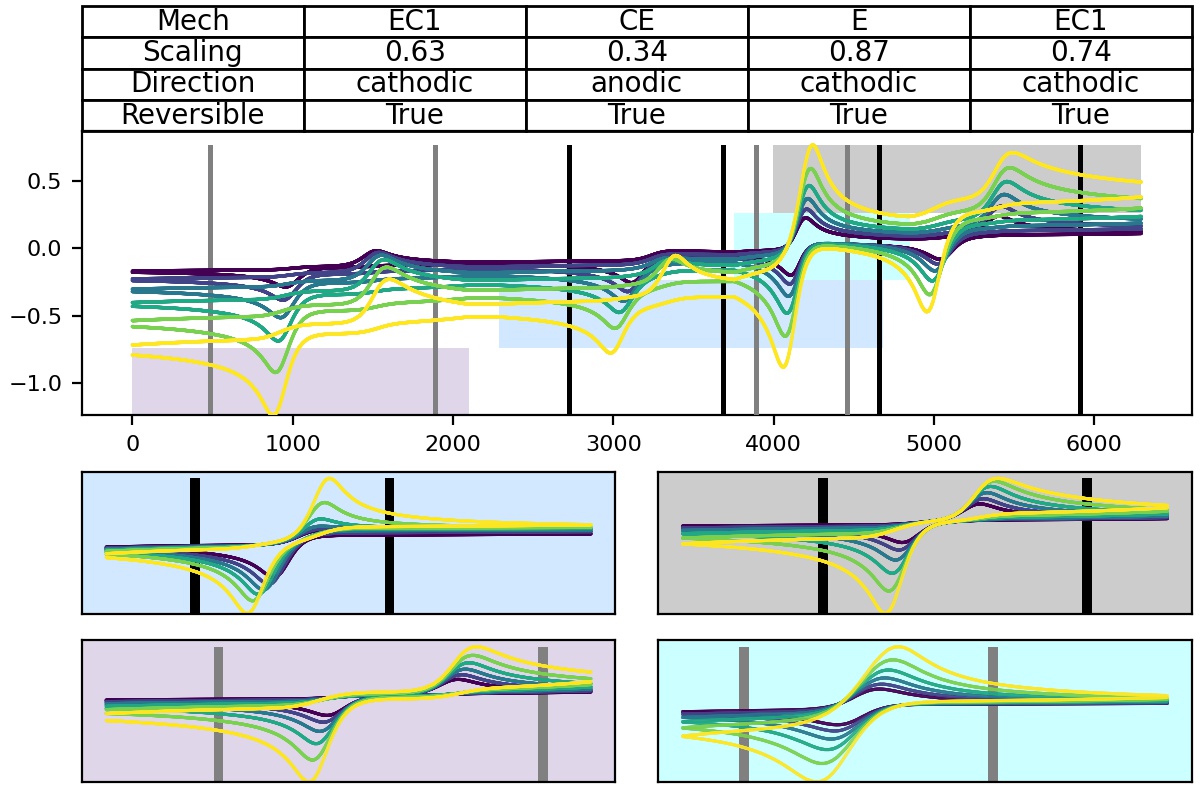 Mech EC1 CE E EC1
Scaling 0.63 0.34 0.87 0.74
Direction cathodic anodic cathodic cathodic
Reversible True True True True
0.5
0.0
−0.5
−1.0
0 1000 2000 3000 4000 5000 6000